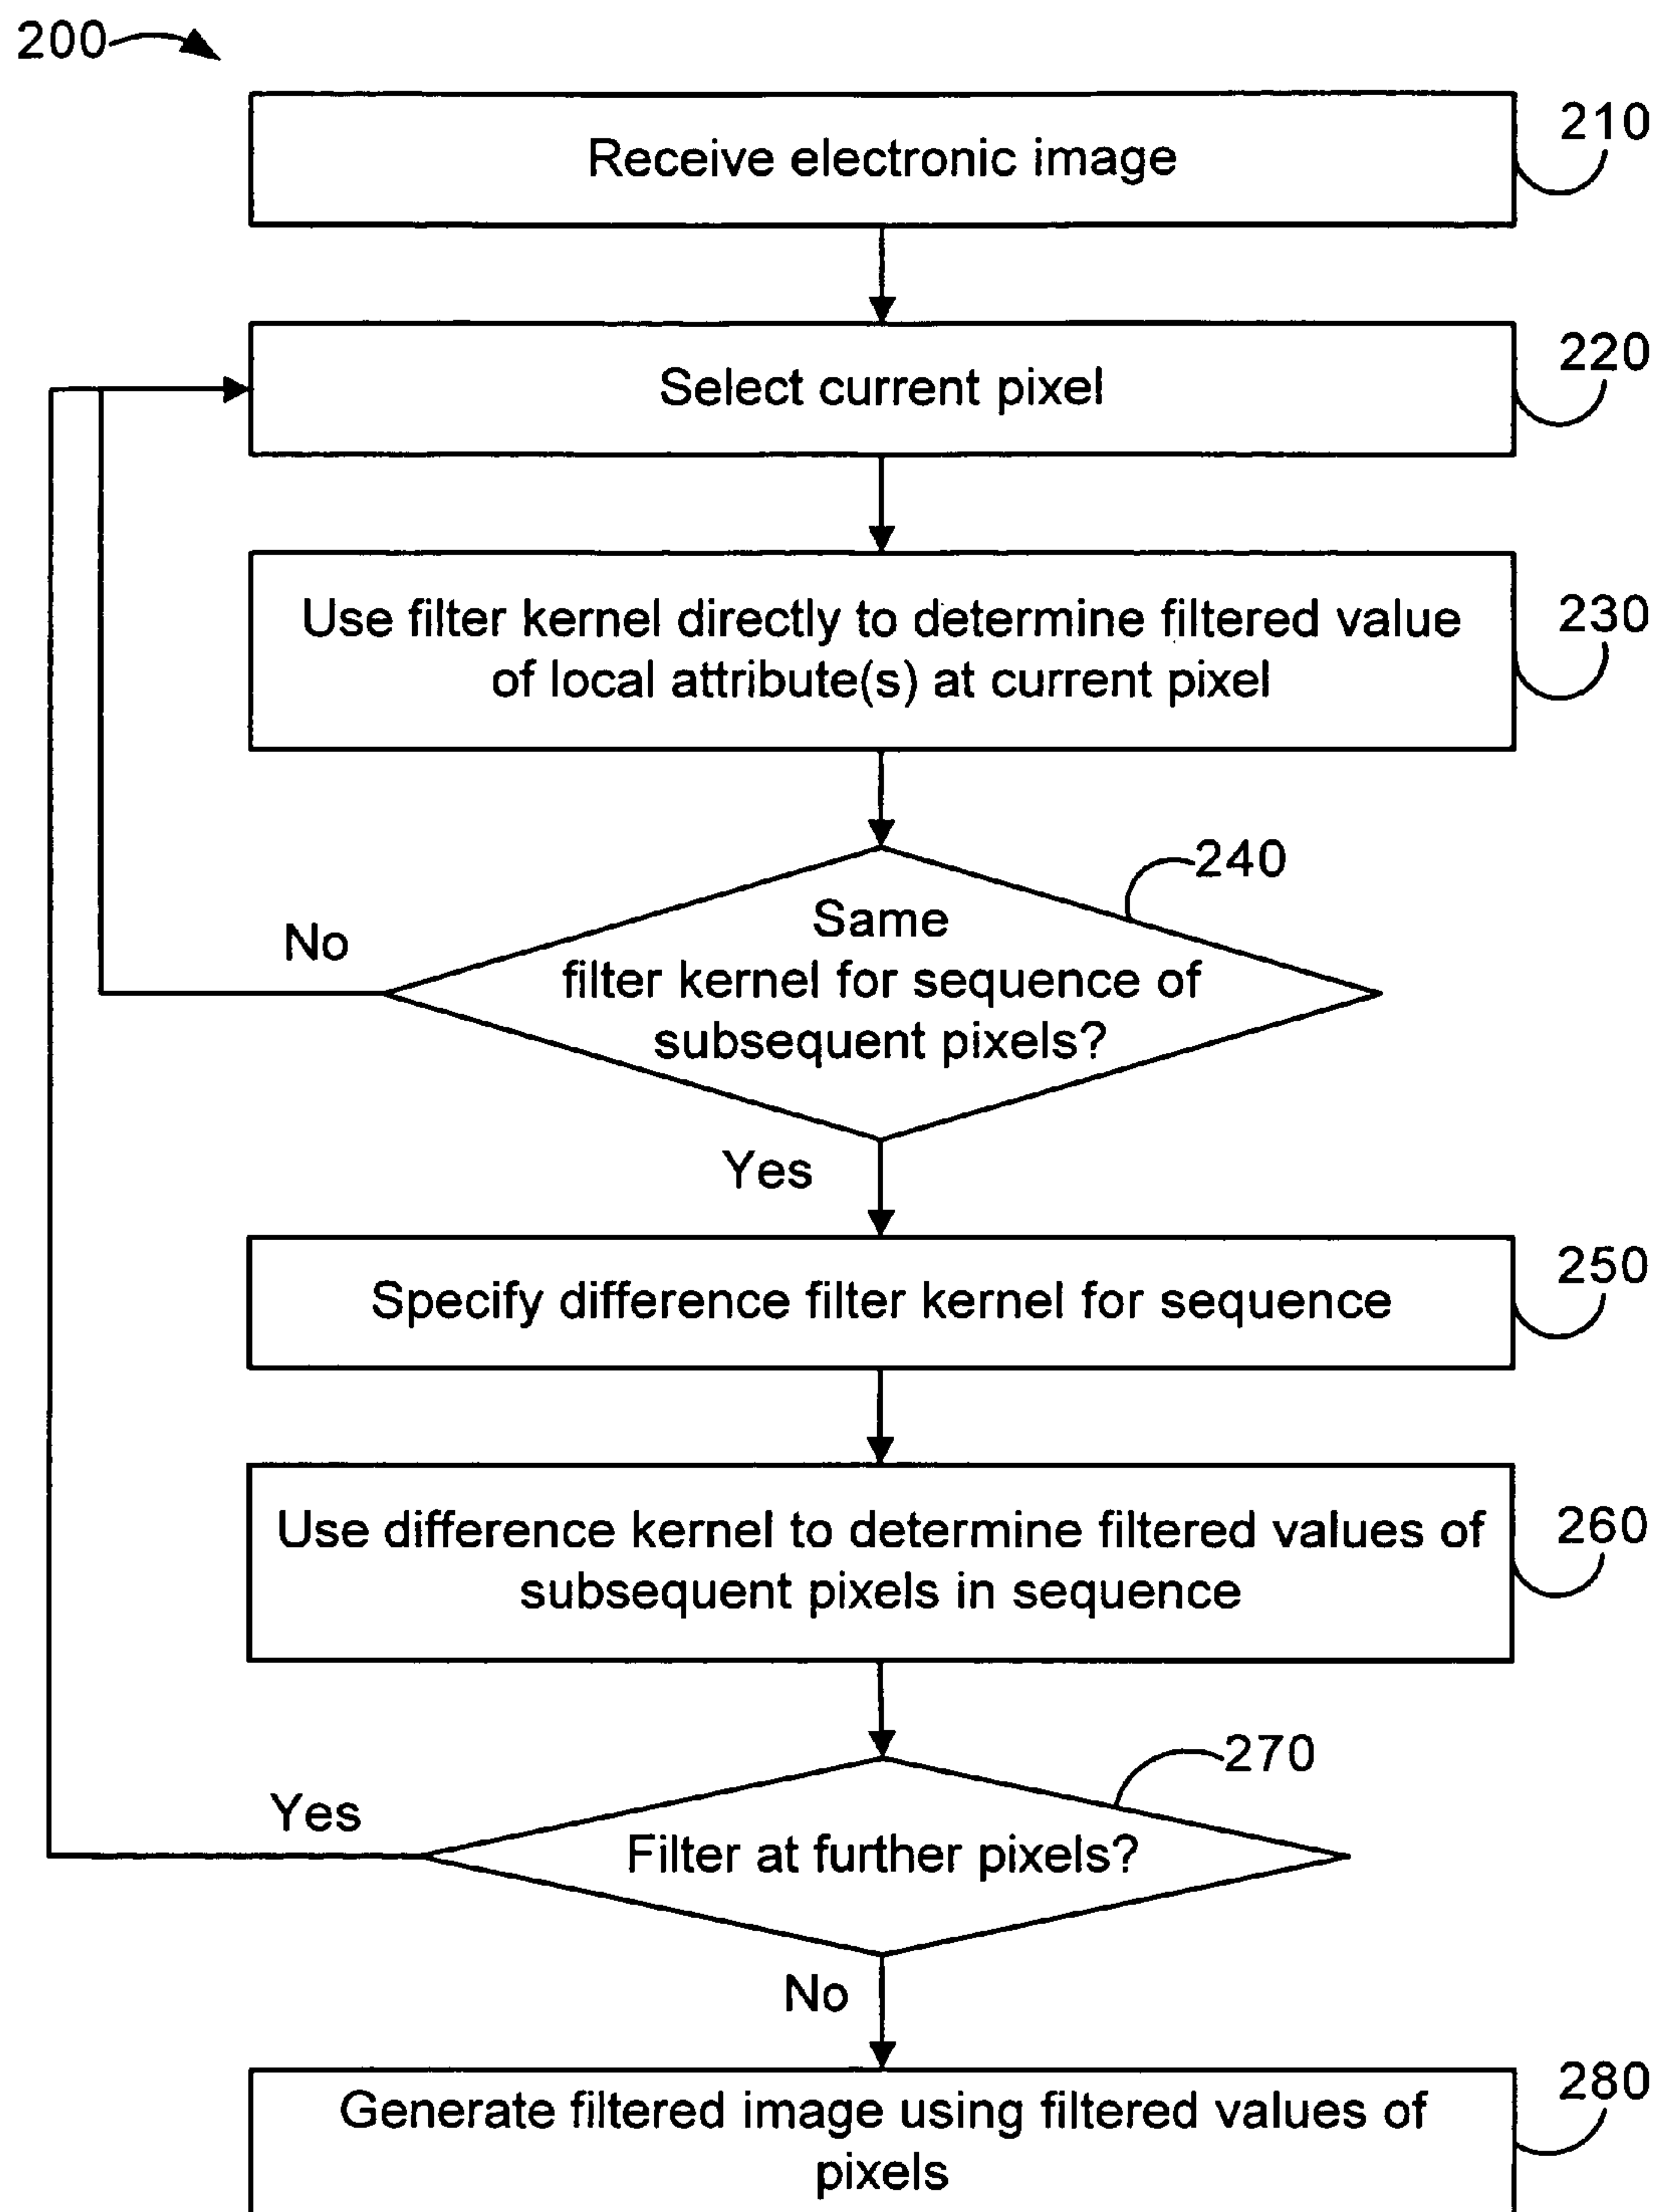 200
Receive electronic image
210
Select current pixel
220
Use filter kernel directly to determine filtered value
of local attribute(s) at current pixel
230
240
Same
filter kernel for sequence of
subsequent pixels?
No
Yes
Specify difference filter kernel for sequence
250
Use difference kernel to determine filtered values of
subsequent pixels in sequence
260
270
Filter at further pixels?
Yes
No
Generate filtered image using filtered values of
pixels
280